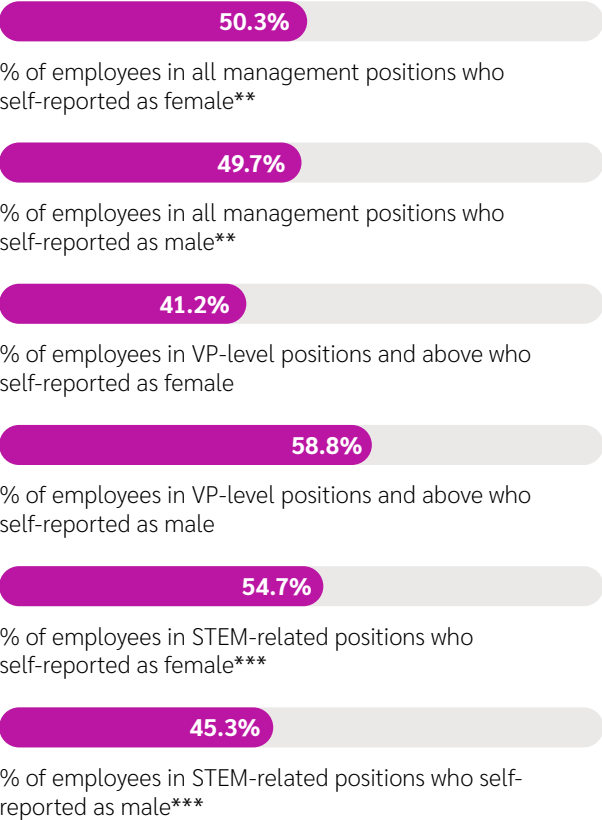 50.3%
% of employees in all management positions who
self-reported as female**
49.7%
% of employees in all management positions who
self-reported as male**
41.2%
% of employees in VP-level positions and above who
self-reported as female
58.8%
% of employees in VP-level positions and above who
self-reported as male
54.7%
% of employees in STEM-related positions who
self-reported as female***
45.3%
% of employees in STEM-related positions who self-
reported as male***